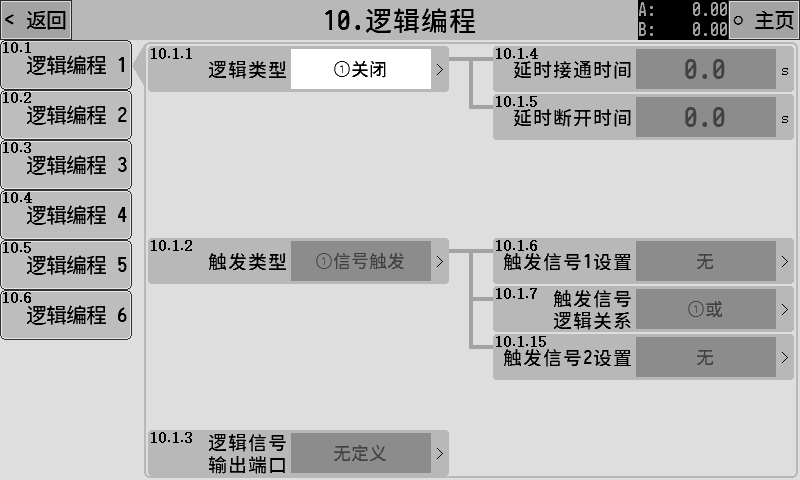 < 返回
10.逻辑编程
A: 0.00
B: 0.00
主页
10.1
逻辑编程 1
10.2
逻辑编程 2
10.3
逻辑编程 3
10.4
逻辑编程 4
10.5
逻辑编程 5
10.6
逻辑编程 6
10.1.1
逻辑类型
①关闭 >
10.1.4
延时接通时间
0.0 s
10.1.5
延时断开时间
0.0 s
10.1.2
触发类型
①信号触发 >
10.1.6
触发信号1设置
无 >
10.1.7
触发信号
逻辑关系
①或 >
10.1.15
触发信号2设置
无 >
10.1.3
逻辑信号
输出端口
无定义 >